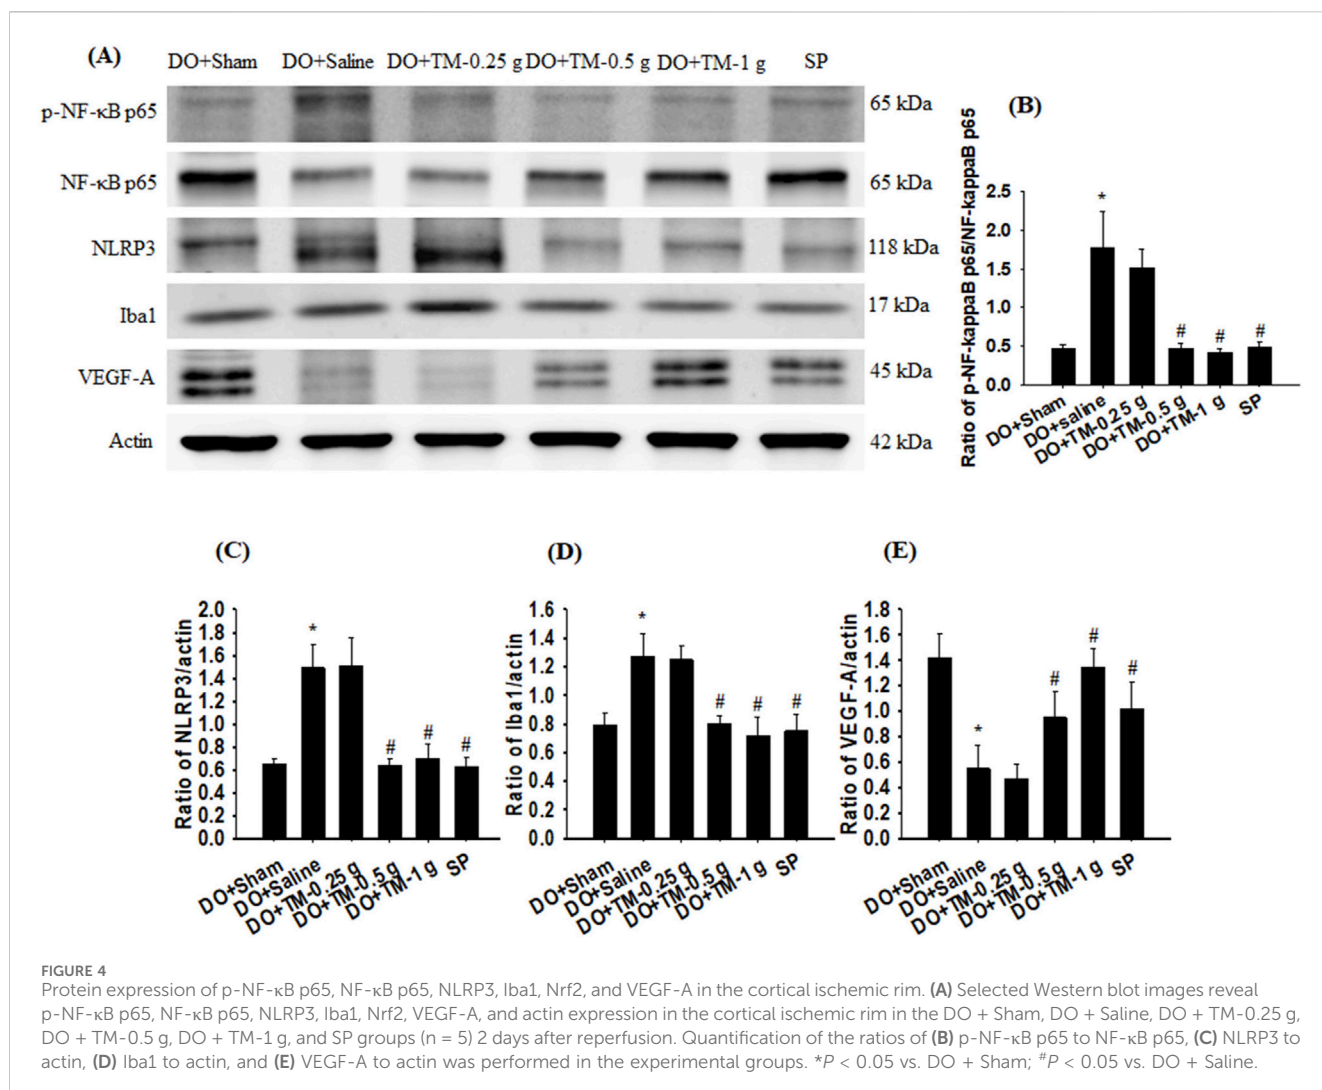 (A)
DO+Sham DO+Saline DO+TM-0.25 g DO+TM-0.5 g DO+TM-1 g SP
p-NF-κB p65 65 kDa
NF-κB p65 65 kDa
NLRP3 118 kDa
Iba1 17 kDa
VEGF-A 45 kDa
Actin 42 kDa
(B)
Ratio of p-NF-kappaB p65/NF-kappaB p65
2.5
2.0
1.5
1.0
0.5
0.0
* # # #
DO+Sham
DO+saline
DO+TM-0.25 g
DO+TM-0.5 g
DO+TM-1 g
SP
(C)
Ratio of NLRP3/actin
2.0
1.8
1.6
1.4
1.2
1.0
0.8
0.6
0.4
0.2
0.0
* # # #
DO+Sham
DO+Saline
DO+TM-0.25 g
DO+TM-0.5 g
DO+TM-1 g
SP
(D)
Ratio of Iba1/actin
1.6
1.4
1.2
1.0
0.8
0.6
0.4
0.2
0.0
* # # #
DO+Sham
DO+Saline
DO+TM-0.25 g
DO+TM-0.5 g
DO+TM-1 g
SP
(E)
Ratio of VEGF-A/actin
1.8
1.6
1.4
1.2
1.0
0.8
0.6
0.4
0.2
0.0
* # # #
DO+Sham
DO+Saline
DO+TM-0.25 g
DO+TM-0.5 g
DO+TM-1 g
SP
FIGURE 4
Protein expression of p-NF-κB p65, NF-κB p65, NLRP3, Iba1, Nrf2, and VEGF-A in the cortical ischemic rim. (A) Selected Western blot images reveal
p-NF-κB p65, NF-κB p65, NLRP3, Iba1, Nrf2, VEGF-A, and actin expression in the cortical ischemic rim in the DO + Sham, DO + Saline, DO + TM-0.25 g,
DO + TM-0.5 g, DO + TM-1 g, and SP groups (n = 5) 2 days after reperfusion. Quantification of the ratios of (B) p-NF-κB p65 to NF-κB p65, (C) NLRP3 to
actin, (D) Iba1 to actin, and (E) VEGF-A to actin was performed in the experimental groups. *P < 0.05 vs. DO + Sham; #P < 0.05 vs. DO + Saline.